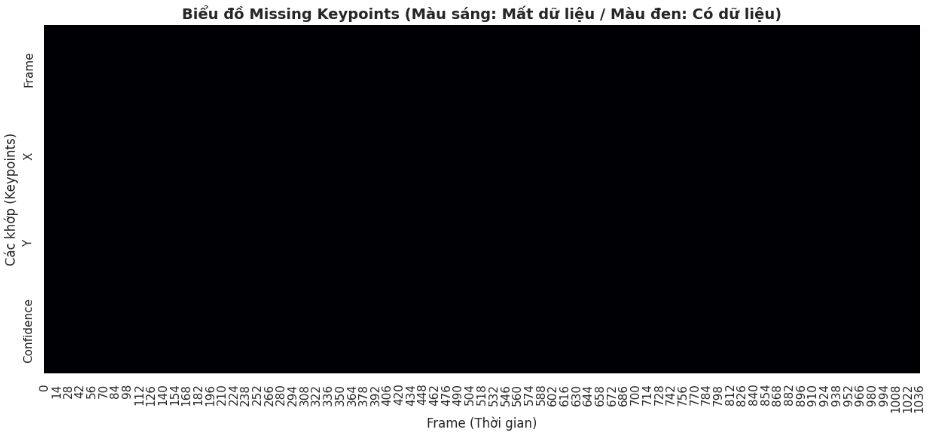 Biểu đồ Missing Keypoints (Màu sáng: Mất dữ liệu / Màu đen: Có dữ liệu)
Các khớp (Keypoints)
Frame
X
Y
Confidence
0 14 28 42 56 70 84 98 112 126 140 154 168 182 196 210 224 238 252 266 280 294 308 322 336 350 364 378 392 406 420 434 448 462 476 490 504 518 532 546 560 574 588 602 616 630 644 658 672 686 700 714 728 742 756 770 784 798 812 826 840 854 868 882 896 910 924 938 952 966 980 994 1008 1022 1036
Frame (Thời gian)